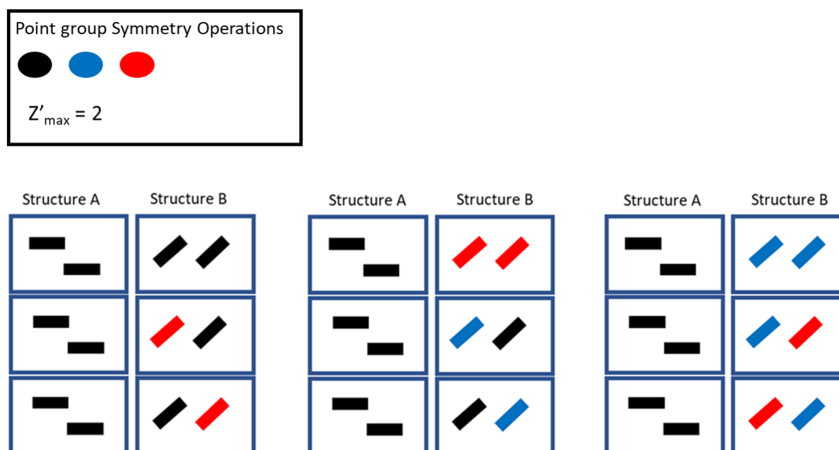 Point group Symmetry Operations
Z'max = 2
Structure A
Structure B
Structure A
Structure B
Structure A
Structure B